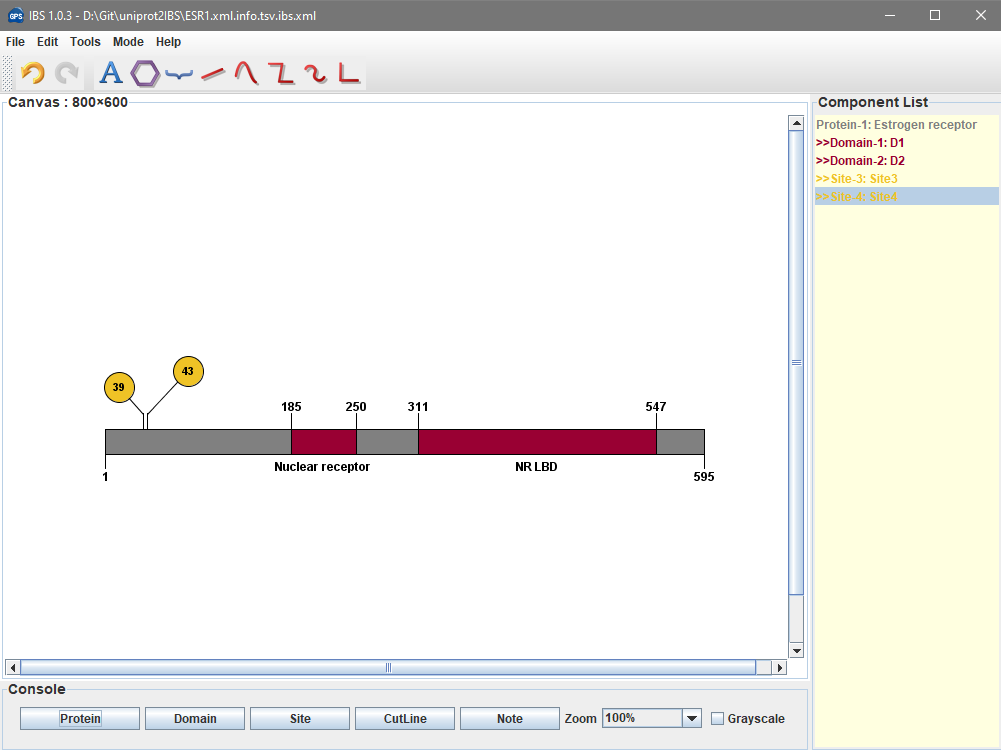 GPS IBS 1.0.3 - D:\Git\uniprot2IBS\ESR1.xml.info.tsv.ibs.xml
File Edit Tools Mode Help
A
Canvas : 800×600
Component List
Protein-1: Estrogen receptor
>>Domain-1: D1
>>Domain-2: D2
>>Site-3: Site3
>>Site-4: Site4
43
39
185 250 311 547
Nuclear receptor NR LBD
1 595
Console
Protein Domain Site CutLine Note Zoom 100% Grayscale